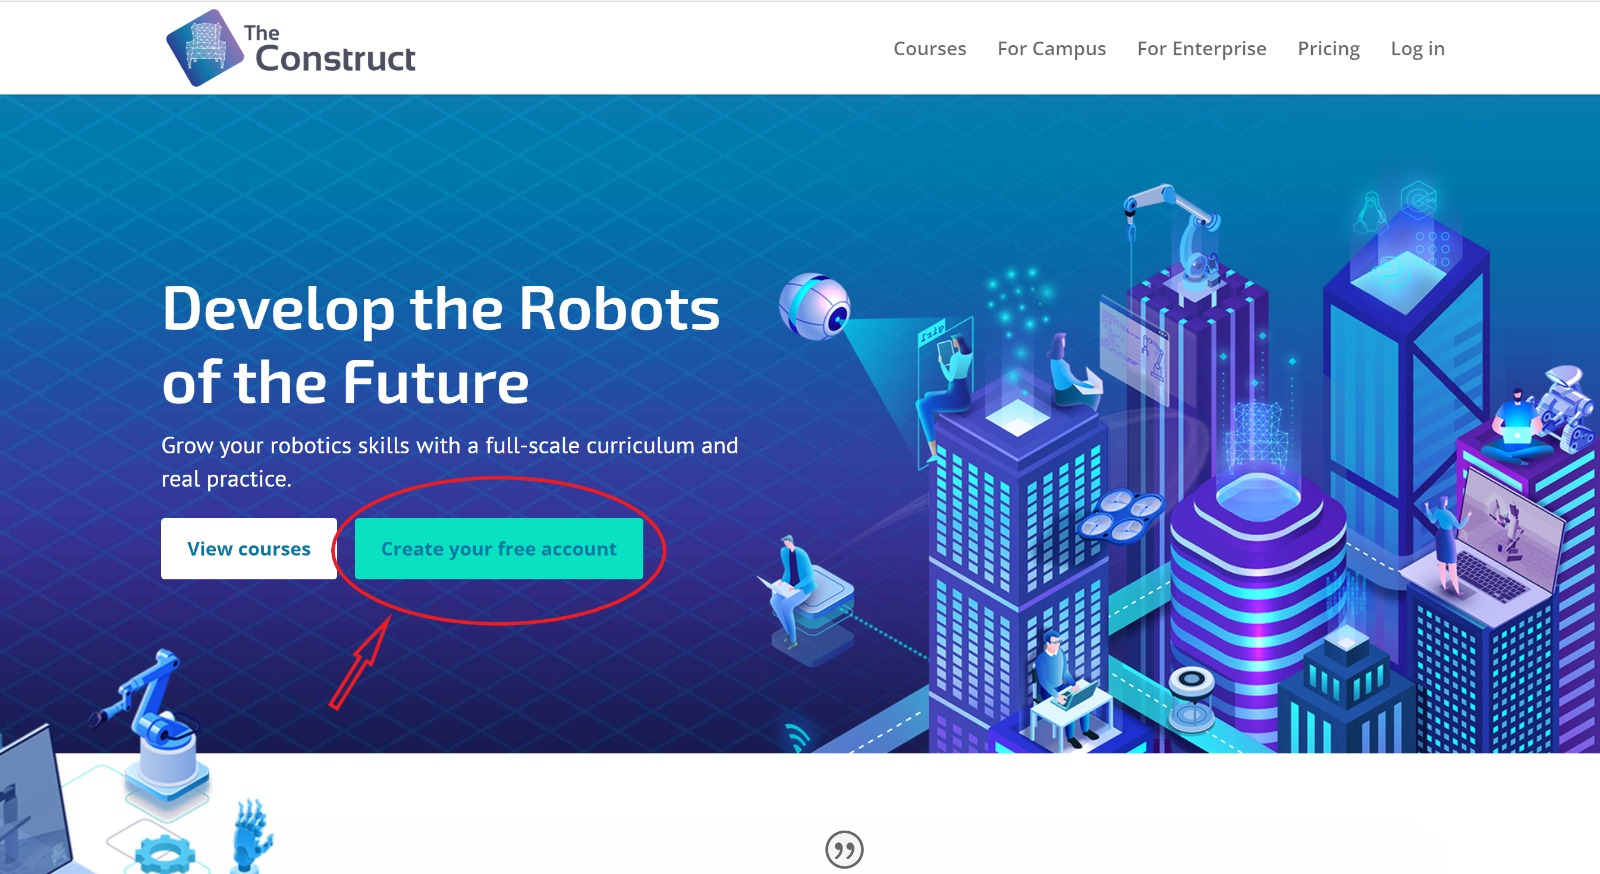 The
Construct
Courses For Campus For Enterprise Pricing Log in
Develop the Robots
of the Future
Grow your robotics skills with a full-scale curriculum and
real practice.
View courses Create your free account